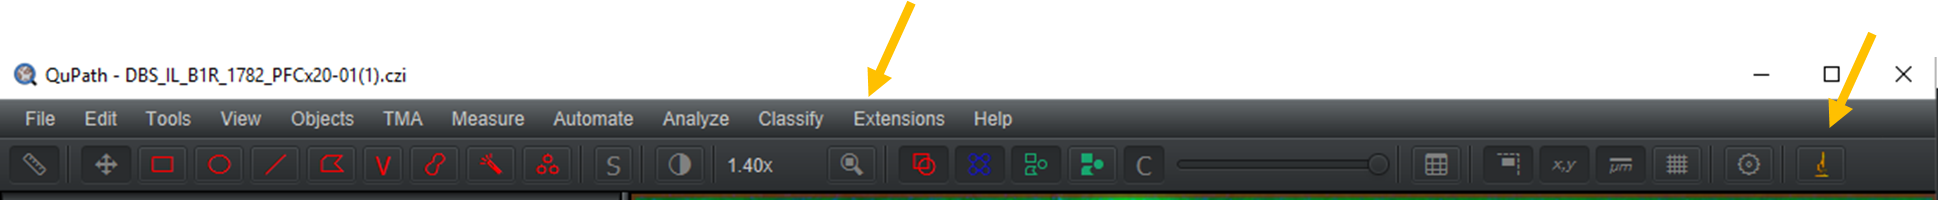 QuPath - DBS_IL_B1R_1782_PFCx20-01(1).czi
File Edit Tools View Objects TMA Measure Automate Analyze Classify Extensions Help
V S 1.40x C x,y µm